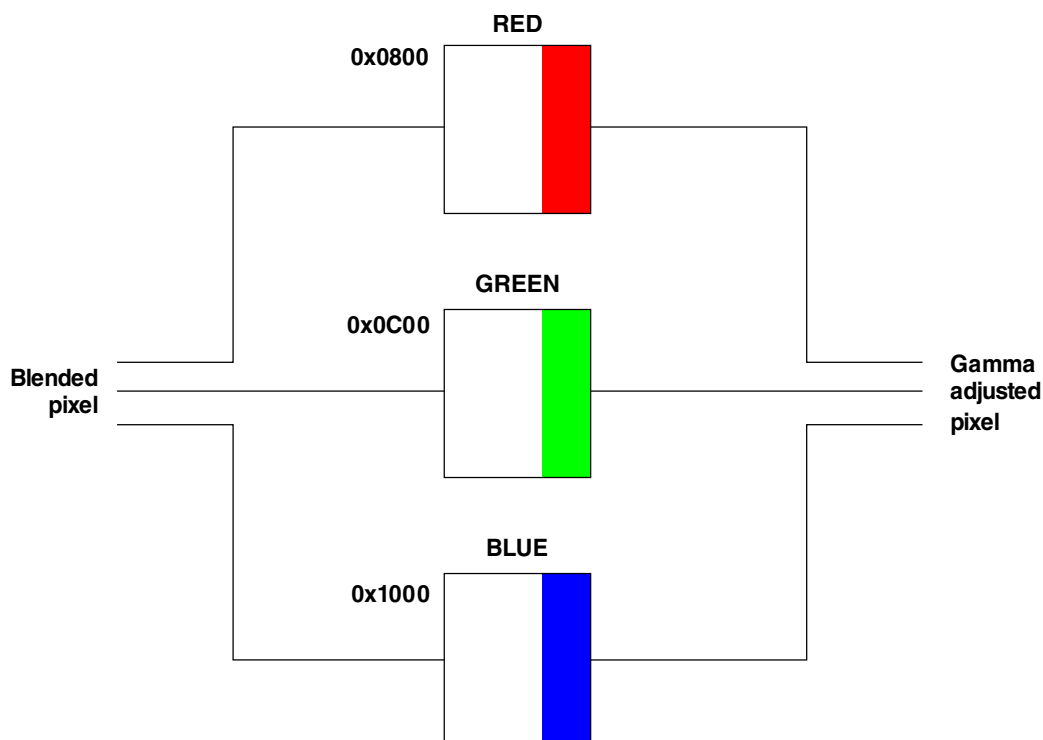 RED
0x0800
GREEN
0x0C00
Blended
pixel
Gamma
adjusted
pixel
BLUE
0x1000